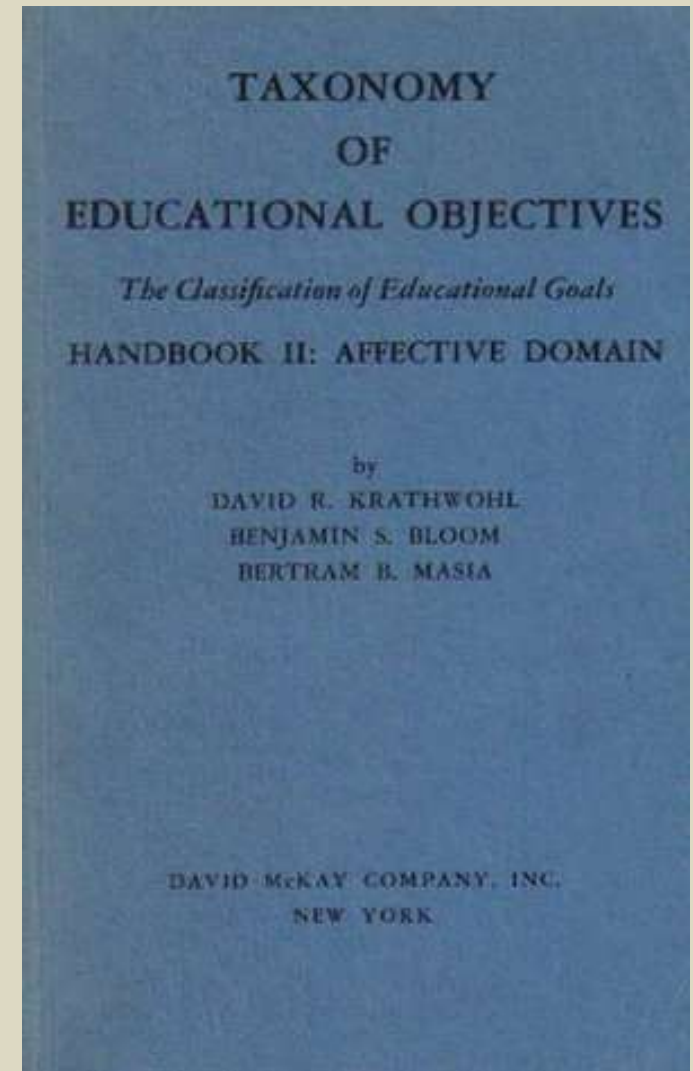 TAXONOMY
OF
EDUCATIONAL OBJECTIVES
The Classification of Educational Goals
HANDBOOK II: AFFECTIVE DOMAIN
by
DAVID R. KRATHWOHL
BENJAMIN S. BLOOM
BERTRAM B. MASIA
DAVID McKAY COMPANY, INC.
NEW YORK